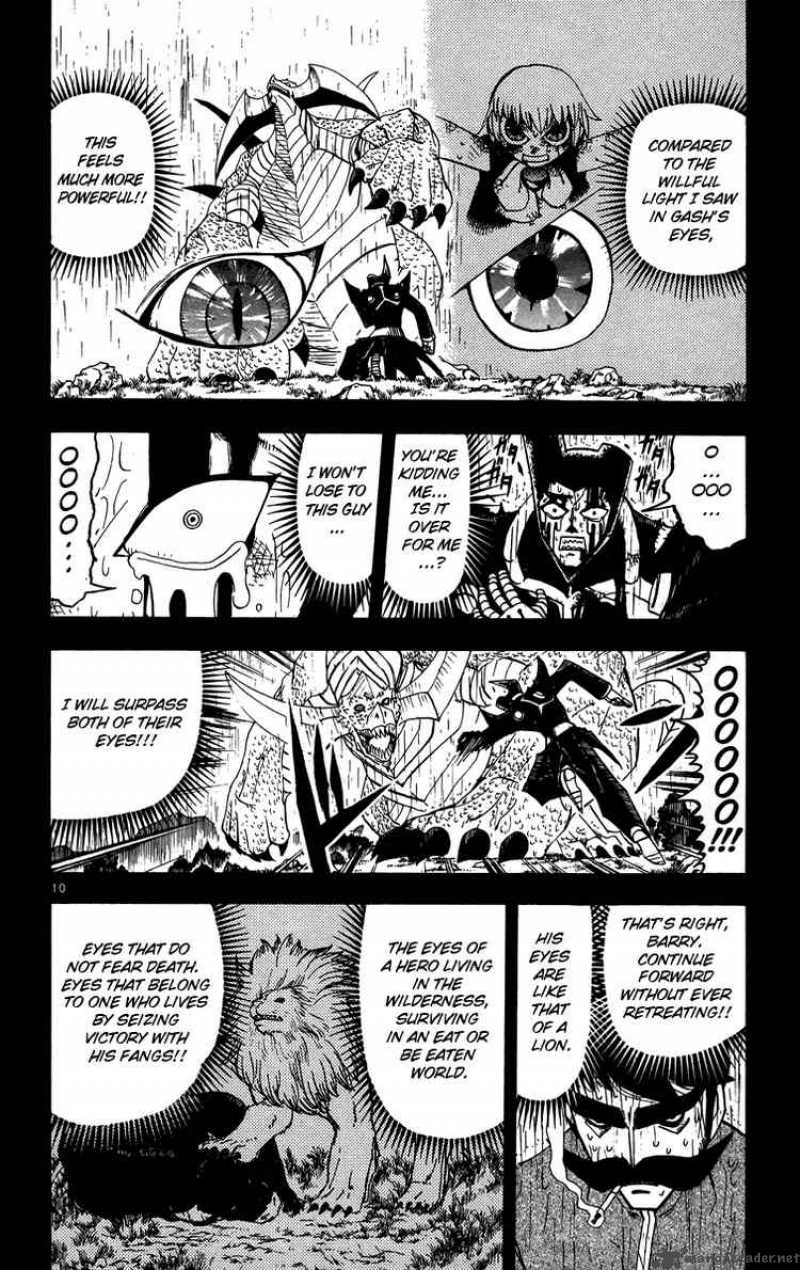 COMPARED
TO THE
WILLFUL
LIGHT I SAW
IN GASH'S
EYES,
THIS
FEELS
MUCH MORE
POWERFUL!!
O
...
OOO
...
YOU'RE
KIDDING
ME...
IS IT
OVER
FOR ME
...?
I WON'T
LOSE TO
THIS GUY
...
OOOO...
OOOOOO!!!
I WILL SURPASS
BOTH OF THEIR
EYES!!!
10
THAT'S RIGHT,
BARRY.
CONTINUE
FORWARD
WITHOUT EVER
RETREATING!!
HIS
EYES
ARE
LIKE
THAT
OF A
LION.
THE EYES OF
A HERO LIVING
IN THE
WILDERNESS,
SURVIVING
IN AN EAT OR
BE EATEN
WORLD.
EYES THAT DO
NOT FEAR DEATH.
EYES THAT BELONG
TO ONE WHO LIVES
BY SEIZING
VICTORY WITH
HIS FANGS!!